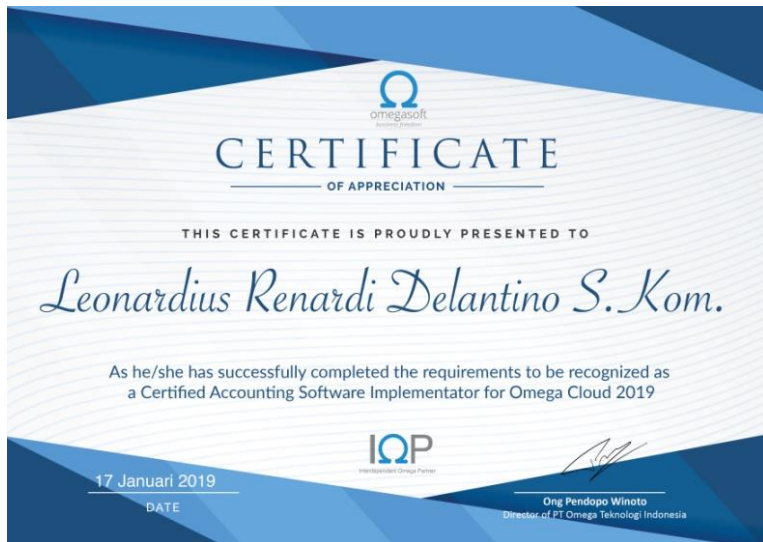 omegasoft
business freedom
CERTIFICATE
OF APPRECIATION
THIS CERTIFICATE IS PROUDLY PRESENTED TO
Leonardius Renardi Delantino S.Kom.
As he/she has successfully completed the requirements to be recognized as
a Certified Accounting Software Implementator for Omega Cloud 2019
IΩP
Interdependent Omega Partner
17 Januari 2019
DATE
Ong Pendopo Winoto
Director of PT Omega Teknologi Indonesia